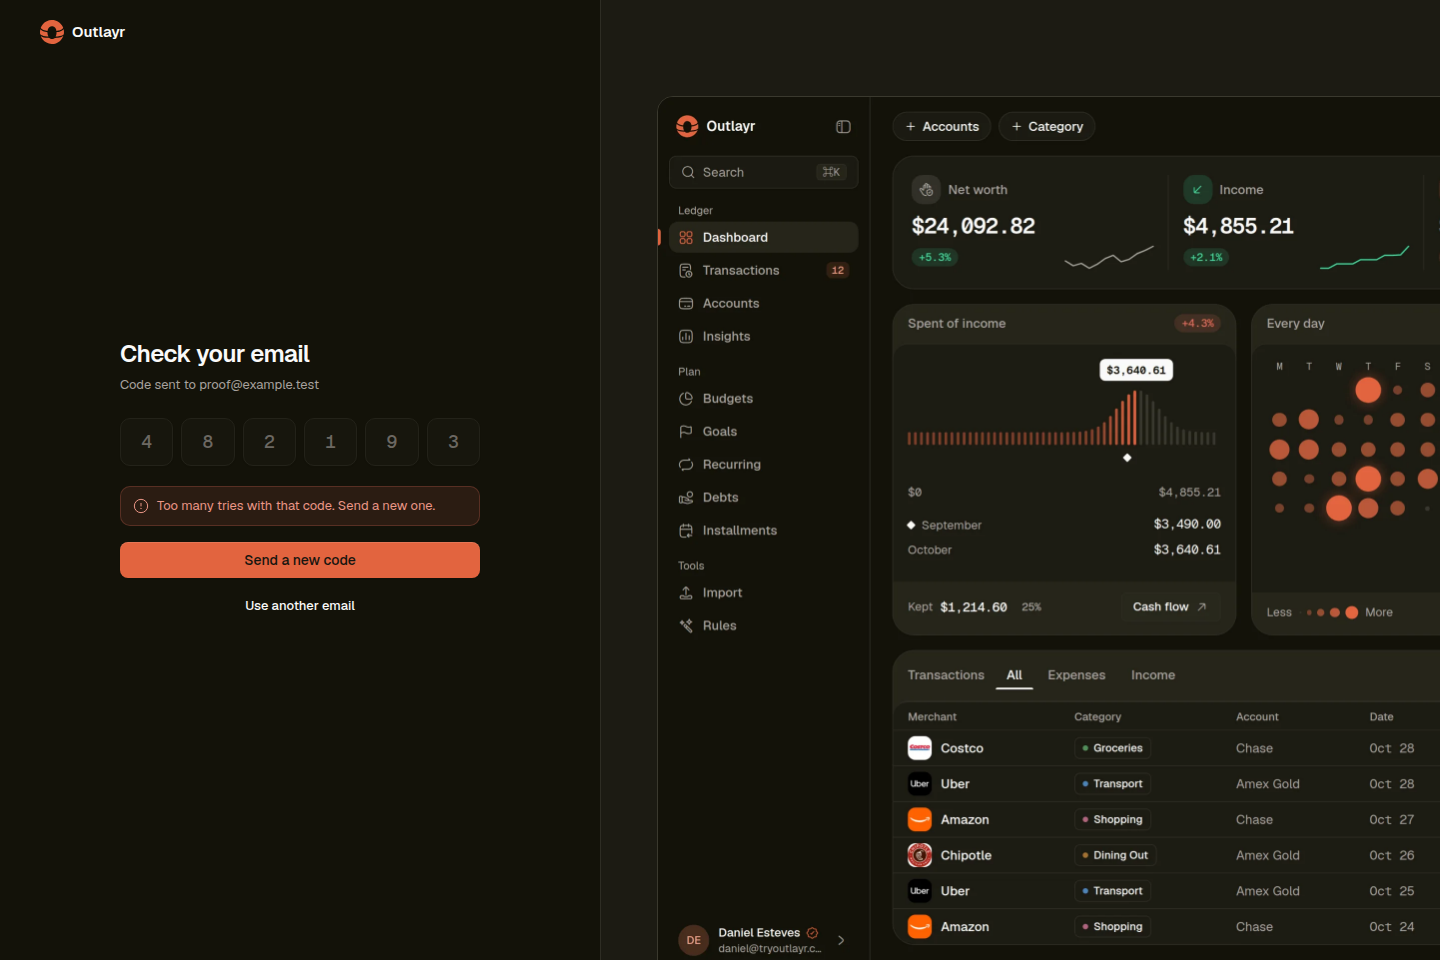 Outlayr
Check your email
Code sent to proof@example.test
4 8 2 1 9 3
Too many tries with that code. Send a new one.
Send a new code
Use another email
Outlayr
Search ⌘K
Ledger
Dashboard
Transactions 12
Accounts
Insights
Plan
Budgets
Goals
Recurring
Debts
Installments
Tools
Import
Rules
DE
Daniel Esteves
daniel@tryoutlayr.c...
+ Accounts
+ Category
Net worth
$24,092.82
+5.3%
Income
$4,855.21
+2.1%
Spent of income +4.3%
$3,640.61
$0 $4,855.21
September $3,490.00
October $3,640.61
Kept $1,214.60 25% Cash flow
Every day
M T W T F S
Less More
Transactions All Expenses Income
Merchant Category Account Date
Costco Groceries Chase Oct 28
Uber Uber Transport Amex Gold Oct 28
Amazon Shopping Chase Oct 27
Chipotle Dining Out Amex Gold Oct 26
Uber Uber Transport Amex Gold Oct 25
Amazon Shopping Chase Oct 24